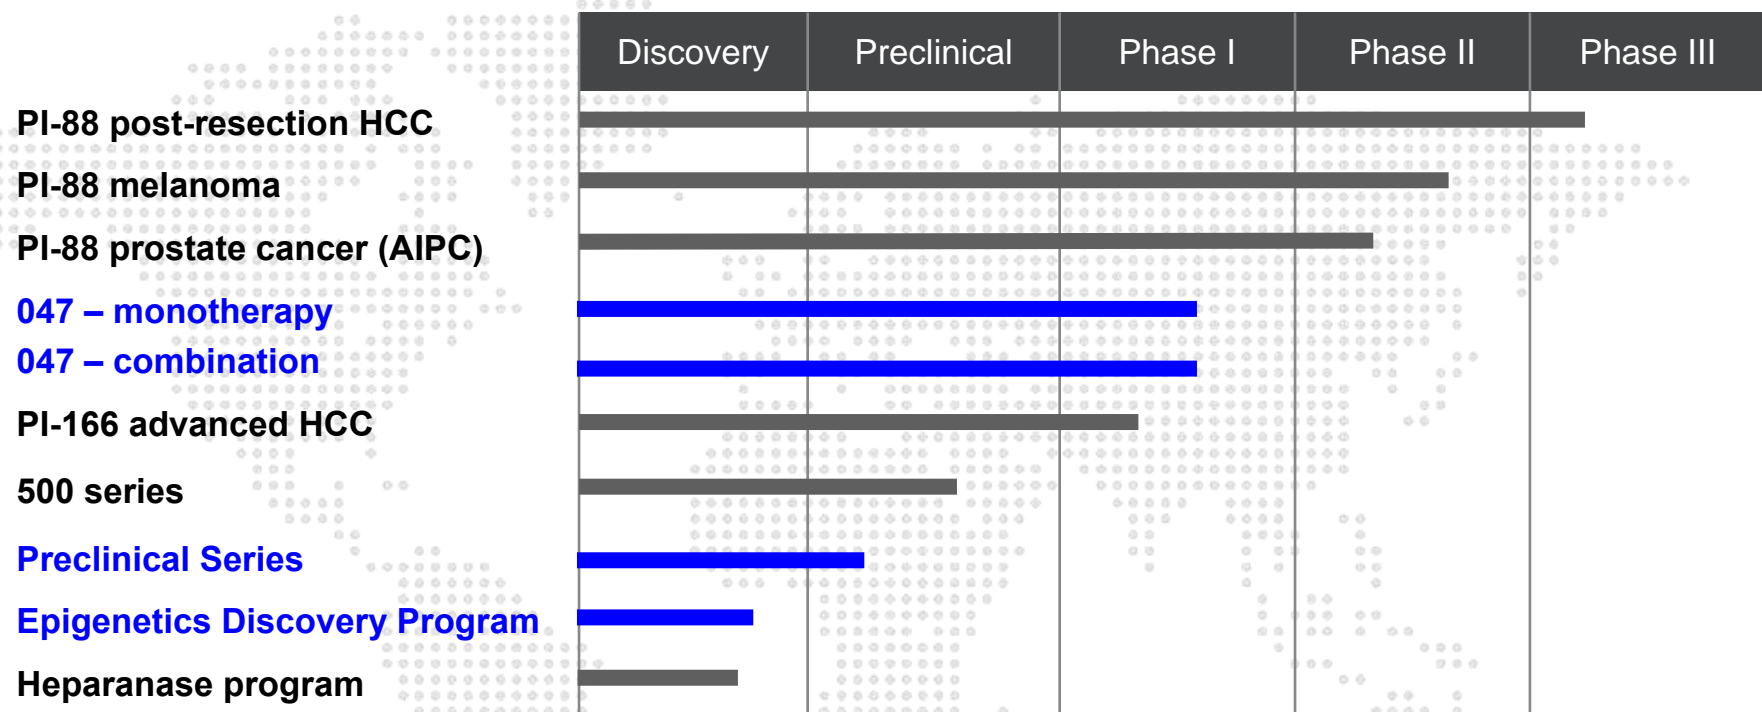 Discovery Preclinical Phase I Phase II Phase III
PI-88 post-resection HCC
PI-88 melanoma
PI-88 prostate cancer (AIPC)
047 – monotherapy
047 – combination
PI-166 advanced HCC
500 series
Preclinical Series
Epigenetics Discovery Program
Heparanase program